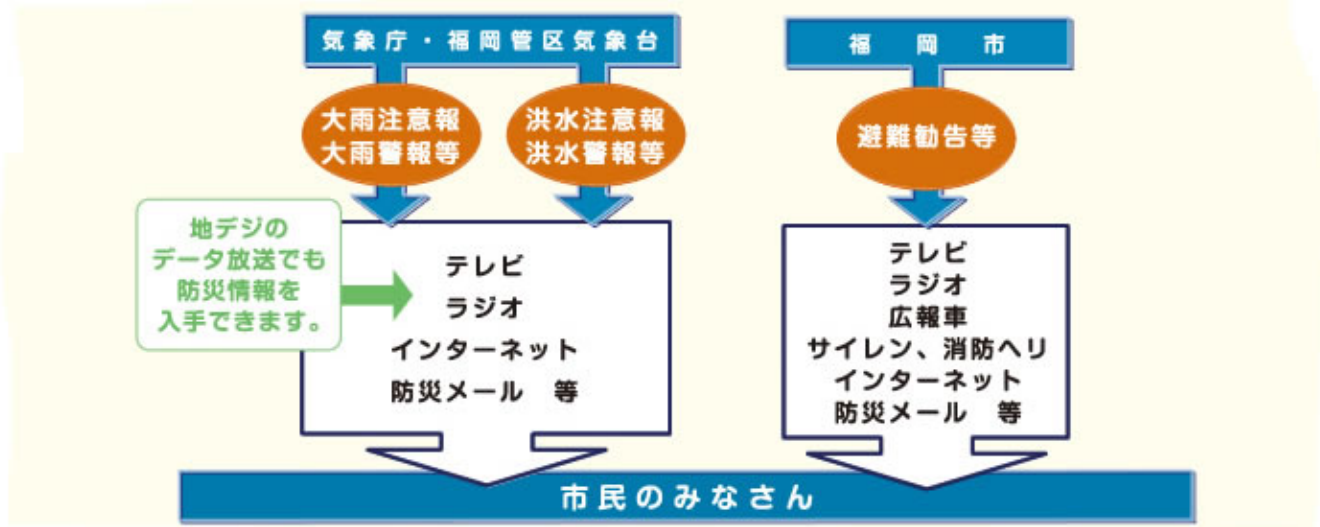 気象庁・福岡管区気象台
福岡市
大雨注意報
大雨警報等
洪水注意報
洪水警報等
避難勧告等
地デジの
データ放送でも
防災情報を
入手できます。
テレビ
ラジオ
インターネット
防災メール　等
テレビ
ラジオ
広報車
サイレン、消防ヘリ
インターネット
防災メール　等
市民のみなさん